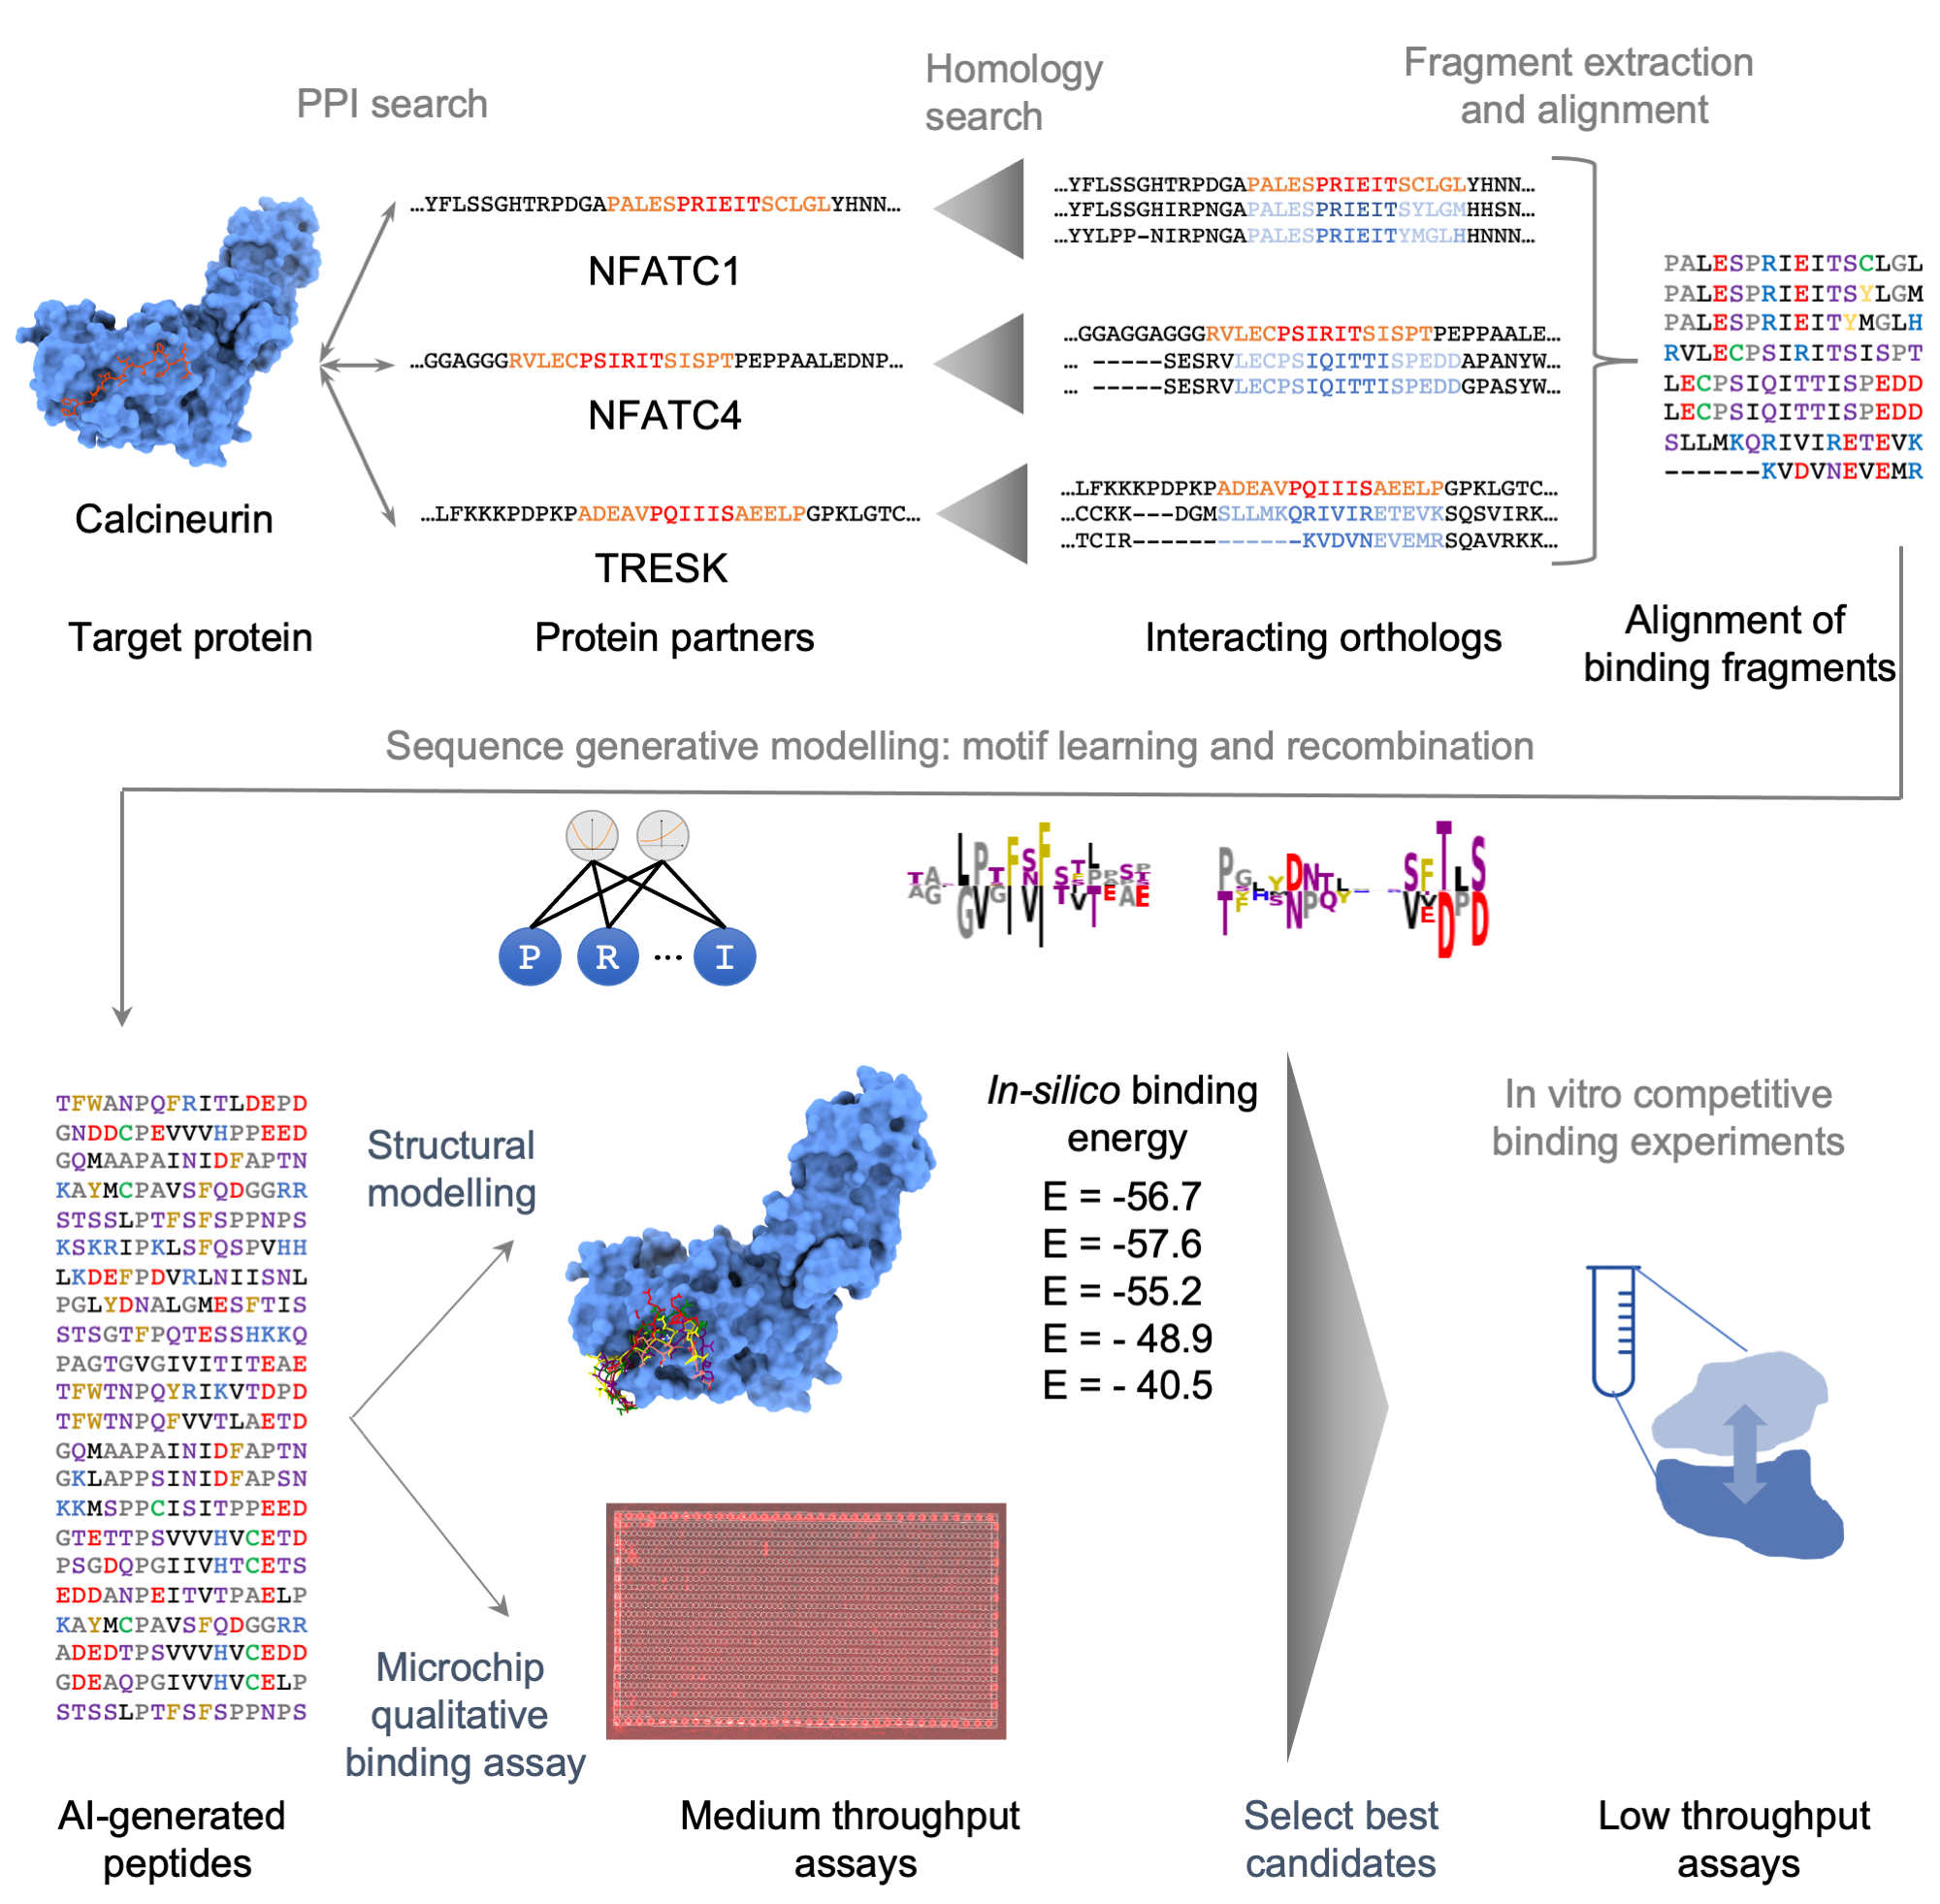 PPI search
Homology
search
Fragment extraction
and alignment
…YFLSSGHTRPDGAPALESPRIEITSCLGLYHNN…
NFATC1
…GGAGGGRVLECPSIRITSISPTPEPPAALEDNP…
NFATC4
…LFKKKPDPKPADEAVPQIIISAEELPGPKLGTC…
TRESK
…YFLSSGHTRPDGAPALESPRIEITSCLGLYHNN…
…YFLSSGHIRPNGAPALESPRIEITSYLGMHHSN…
…YYLPP-NIRPNGAPALESPRIEITYMGLHHNNN…
…GGAGGAGGGRVLECPSIRITSISPTPEPPAALE…
… -----SESRVLECPSIQITTISPEDDAPANYW…
… -----SESRVLECPSIQITTISPEDDGPASYW…
…LFKKKPDPKPADEAVPQIIISAEELPGPKLGTC…
…CCKK---DGMSLLMKQRIVIRETEVKSQSVIRK…
…TCIR------------KVDVNEVEMRSQAVRKK…
PALESPRIEITSCLGL
PALESPRIEITSYLGM
PALESPRIEITYMGLH
RVLECPSIRITSISPT
LECPSIQITTISPEDD
LECPSIQITTISPEDD
SLLMKQRIVIRETEVK
------KVDVNEVEMR
Calcineurin
Target protein
Protein partners
Interacting orthologs
Alignment of
binding fragments
Sequence generative modelling: motif learning and recombination
P R … I
TFWANPQFRITLDEPD
GNDDCPEVVVHPPEED
GQMAAPAINIDFAPTN
KAYMCPAVSFQDGGRR
STSSLPTFSFSPPNPS
KSKRIPKLSFQSPVHH
LKDEFPDVRLNIISNL
PGLYDNALGMESFTIS
STSGTFPQTESSHKKQ
PAGTGVGIVITITEAE
TFWTNPQYRIKVTDPD
TFWTNPQFVVTLAETD
GQMAAPAINIDFAPTN
GKLAPPSINIDFAPSN
KKMSPPCISITPPEED
GTETTPSVVVHVCETD
PSGDQPGIIVHTCETS
EDDANPEITVTPAELP
KAYMCPAVSFQDGGRR
ADEDTPSVVVHVCEDD
GDEAQPGIVVHVCELP
STSSLPTFSFSPPNPS
AI-generated
peptides
Structural
modelling
Microchip
qualitative
binding assay
In-silico binding
energy
E = -56.7
E = -57.6
E = -55.2
E = - 48.9
E = - 40.5
Medium throughput
assays
Select best
candidates
In vitro competitive
binding experiments
Low throughput
assays